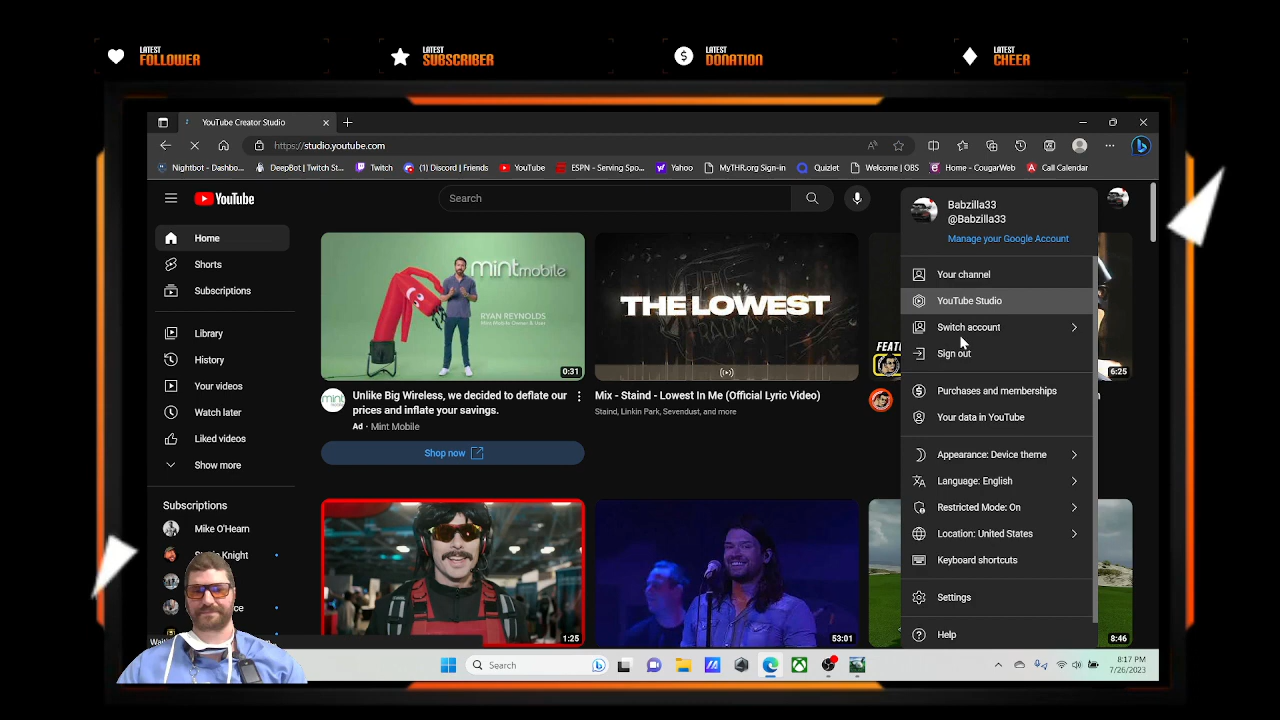 LATEST
FOLLOWER
LATEST
SUBSCRIBER
LATEST
DONATION
LATEST
CHEER
YouTube Creator Studio
https://studio.youtube.com
Nightbot - Dashbo...
DeepBot | Twitch St...
Twitch
(1) Discord | Friends
YouTube
ESPN - Serving Spo...
Yahoo
MyTHR.org Sign-in
Quizlet
Welcome | OBS
Home - CougarWeb
Call Calendar
YouTube
Search
Babzilla33
@Babzilla33
Manage your Google Account
Home
Shorts
Subscriptions
Library
History
Your videos
Watch later
Liked videos
Show more
Subscriptions
Mike O'Hearn
Knight
mint mobile
RYAN REYNOLDS
Mint Mobile Owner & User
0:31
Unlike Big Wireless, we decided to deflate our
prices and inflate your savings.
Ad · Mint Mobile
Shop now
THE LOWEST
Mix - Staind - Lowest In Me (Official Lyric Video)
Staind, Linkin Park, Sevendust, and more
6:25
1:25
53:01
8:46
Your channel
YouTube Studio
Switch account
Sign out
Purchases and memberships
Your data in YouTube
Appearance: Device theme
Language: English
Restricted Mode: On
Location: United States
Keyboard shortcuts
Settings
Help
Search
8:17 PM
7/26/2023